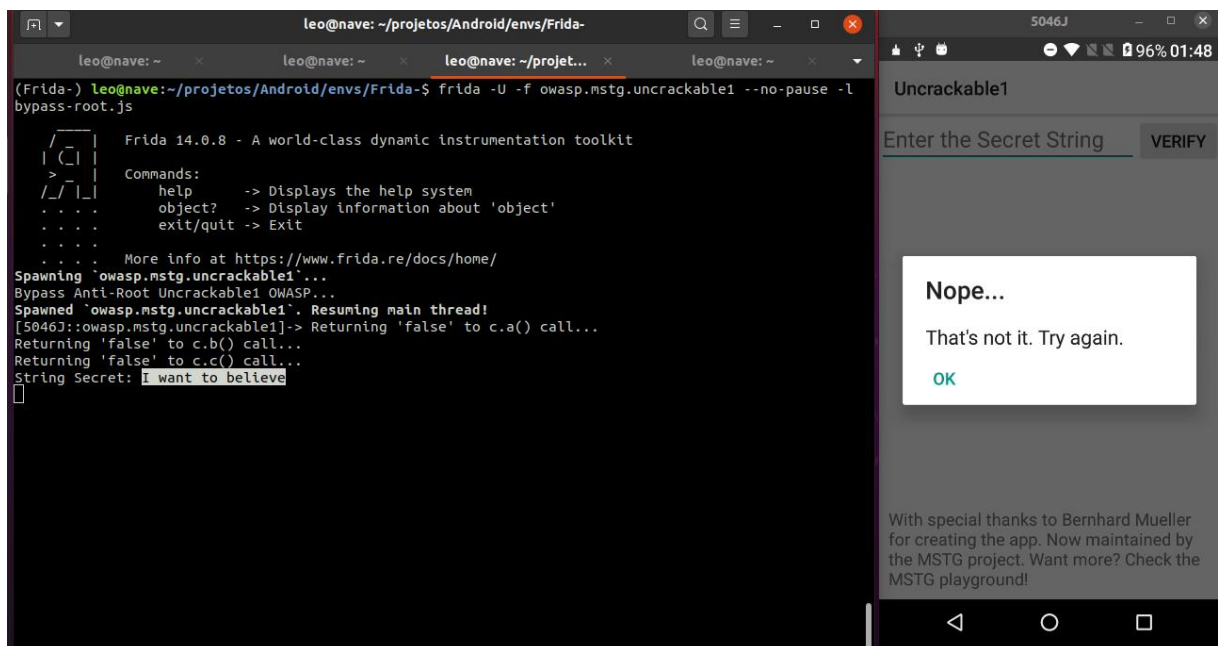 leo@nave: ~/projetos/Android/envs/Frida-
leo@nave: ~
leo@nave: ~
leo@nave: ~/projet...
leo@nave: ~
(Frida-) leo@nave:~/projetos/Android/envs/Frida-$ frida -U -f owasp.mstg.uncrackable1 --no-pause -l
bypass-root.js
     ____
    / _  |   Frida 14.0.8 - A world-class dynamic instrumentation toolkit
   | (_| |
    > _  |   Commands:
   /_/ |_|       help      -> Displays the help system
   . . . .       object?   -> Display information about 'object'
   . . . .       exit/quit -> Exit
   . . . .
   . . . .   More info at https://www.frida.re/docs/home/
Spawning `owasp.mstg.uncrackable1`...
Bypass Anti-Root Uncrackable1 OWASP...
Spawned `owasp.mstg.uncrackable1`. Resuming main thread!
[5046J::owasp.mstg.uncrackable1]-> Returning 'false' to c.a() call...
Returning 'false' to c.b() call...
Returning 'false' to c.c() call...
String Secret: I want to believe
5046J
96% 01:48
Uncrackable1
Enter the Secret String
VERIFY
Nope...
That's not it. Try again.
OK
With special thanks to Bernhard Mueller
for creating the app. Now maintained by
the MSTG project. Want more? Check the
MSTG playground!